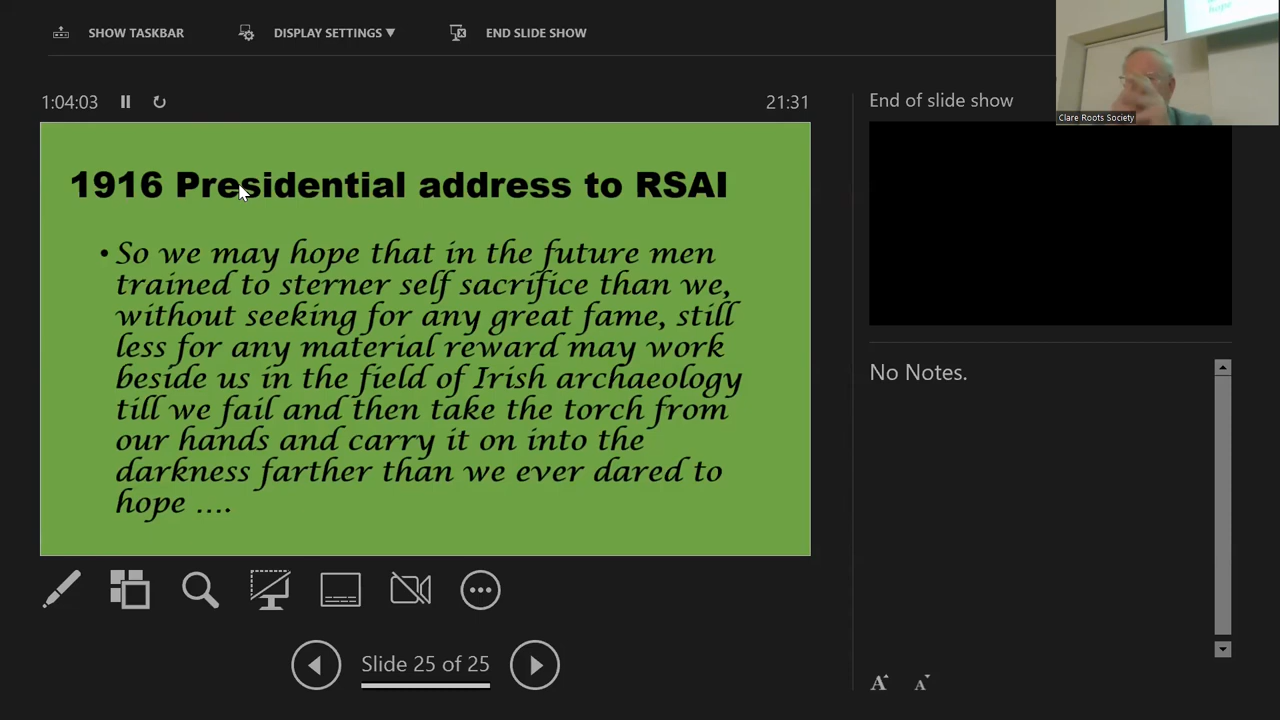 SHOW TASKBAR
DISPLAY SETTINGS ▼
END SLIDE SHOW
1:04:03
21:31
End of slide show
Clare Roots Society
1916 Presidential address to RSAI
• So we may hope that in the future men
trained to sterner self sacrifice than we,
without seeking for any great fame, still
less for any material reward may work
beside us in the field of Irish archaeology
till we fail and then take the torch from
our hands and carry it on into the
darkness farther than we ever dared to
hope ....
No Notes.
Slide 25 of 25
A A